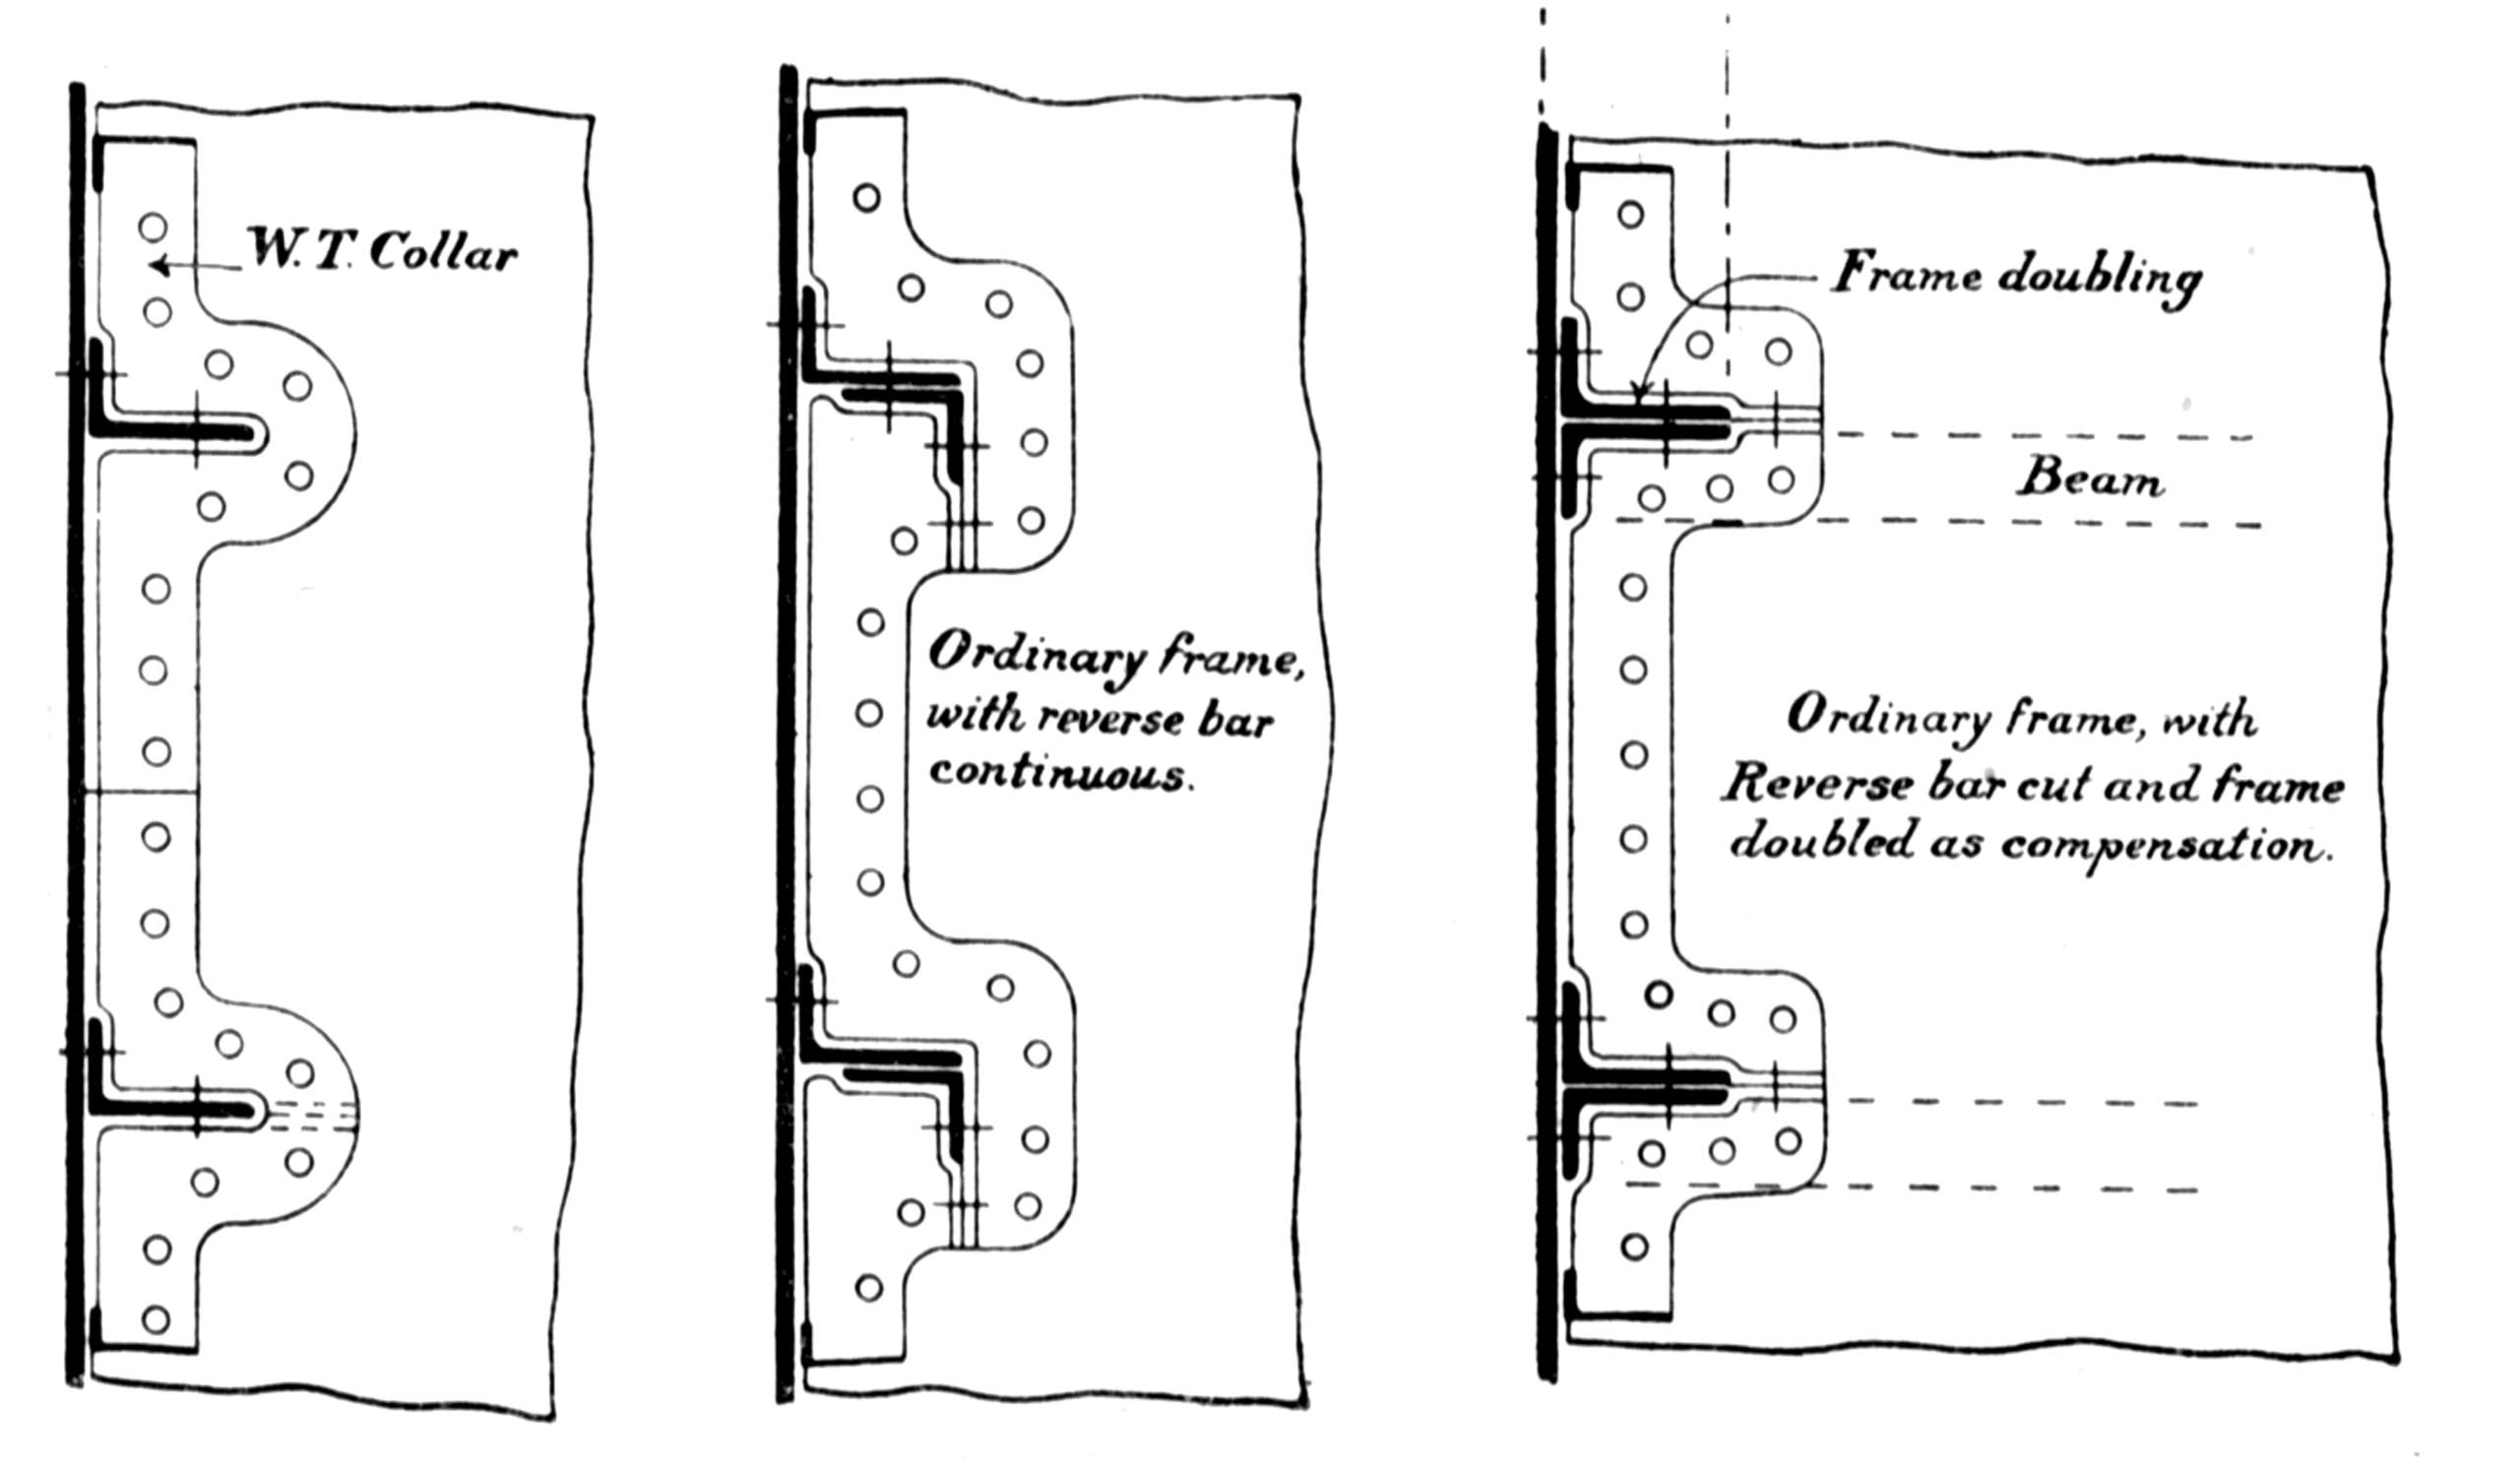 W. T. Collar
Ordinary frame,
with reverse bar
continuous.
Frame doubling
Beam
Ordinary frame, with
Reverse bar cut and frame
doubled as compensation.